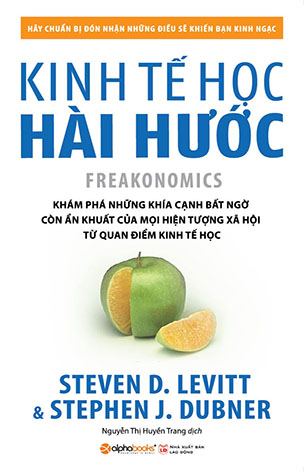 HÃY CHUẨN BỊ ĐÓN NHẬN NHỮNG ĐIỀU SẼ KHIẾN BẠN KINH NGẠC
KINH TẾ HỌC
HÀI HƯỚC
FREAKONOMICS
KHÁM PHÁ NHỮNG KHÍA CẠNH BẤT NGỜ
CÒN ẨN KHUẤT CỦA MỌI HIỆN TƯỢNG XÃ HỘI
TỪ QUAN ĐIỂM KINH TẾ HỌC
STEVEN D. LEVITT
& STEPHEN J. DUBNER
Nguyễn Thị Huyền Trang dịch
alphabooks
NHÀ XUẤT BẢN
LAO ĐỘNG